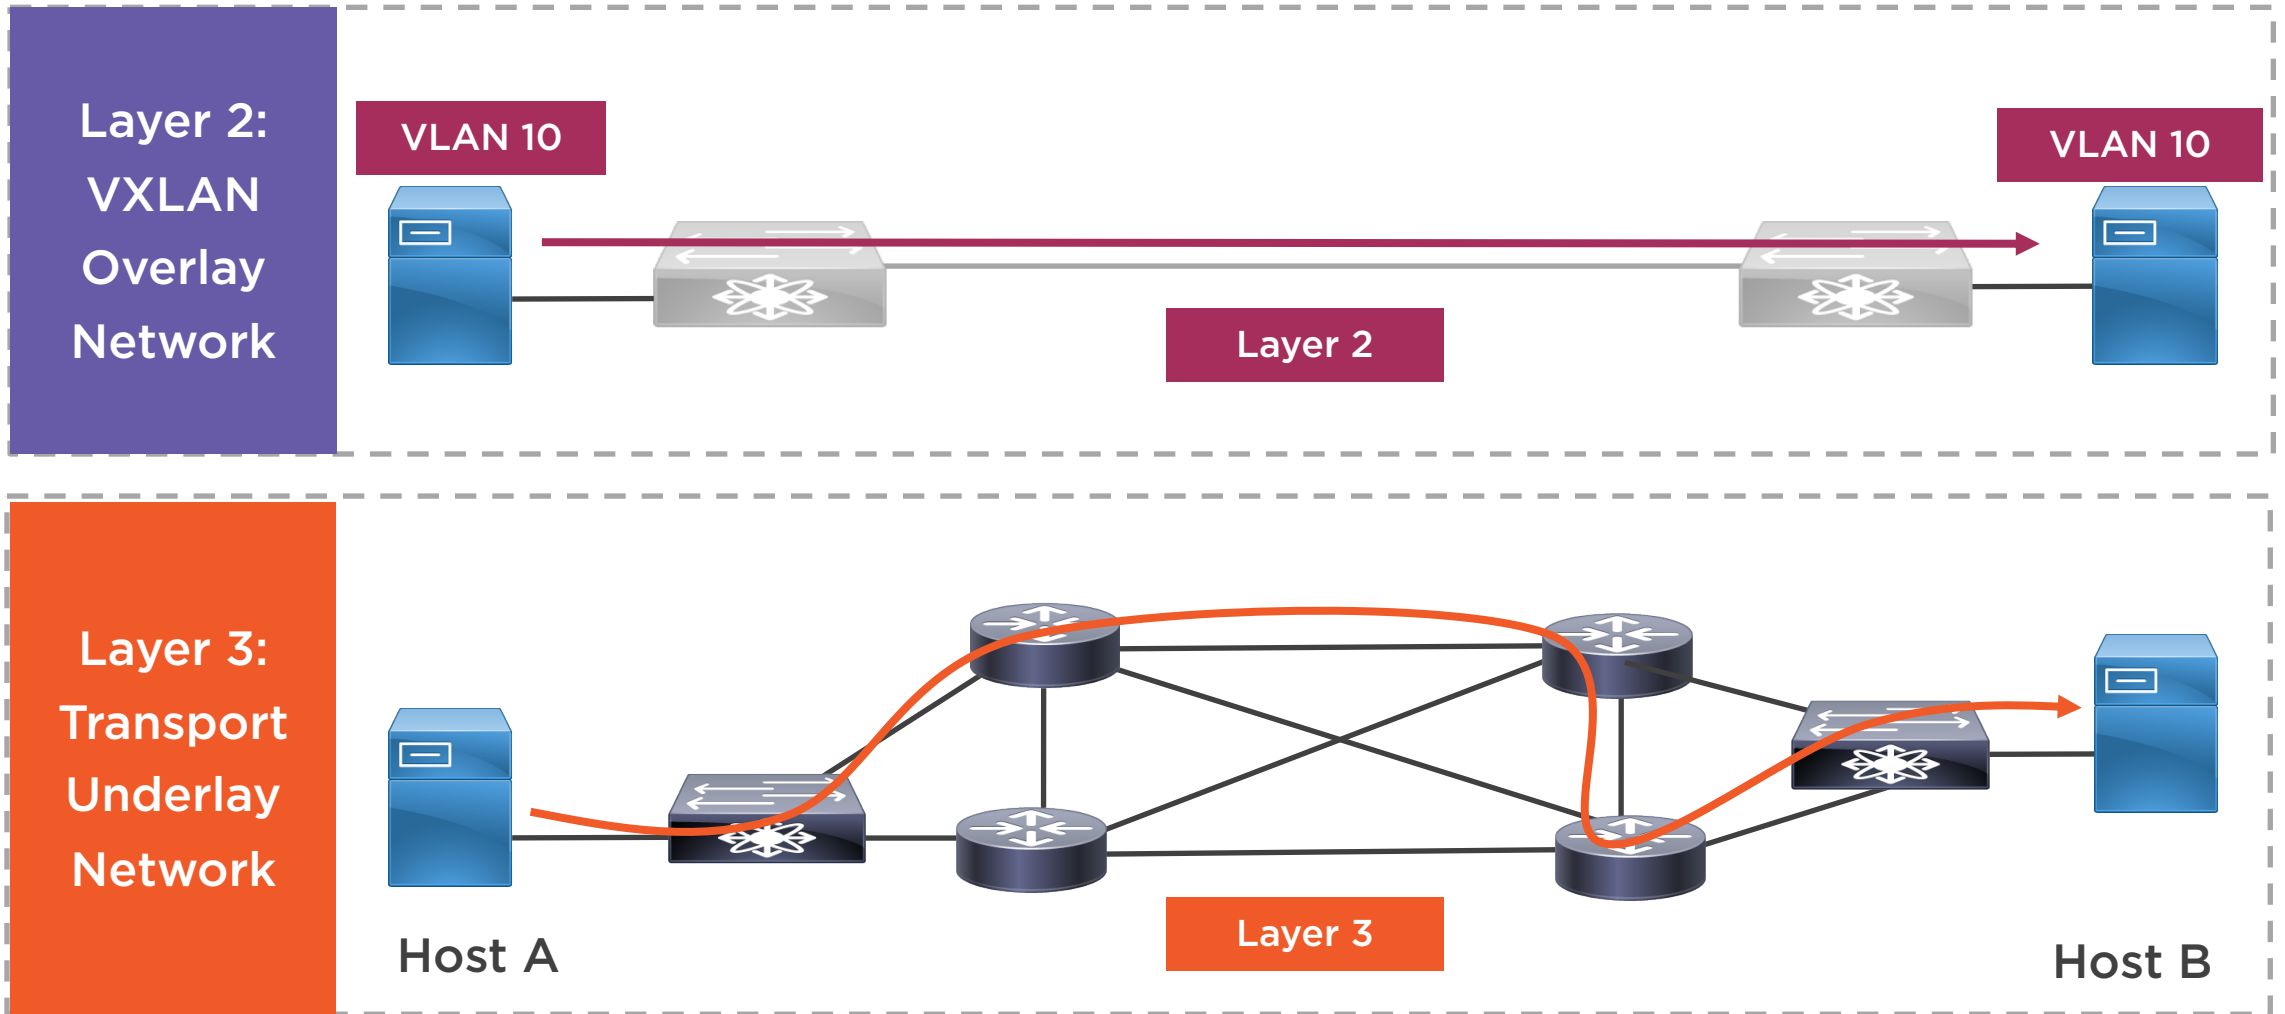 Layer 2:
VXLAN
Overlay
Network
VLAN 10
VLAN 10
Layer 2
Layer 3:
Transport
Underlay
Network
Layer 3
Host A
Host B